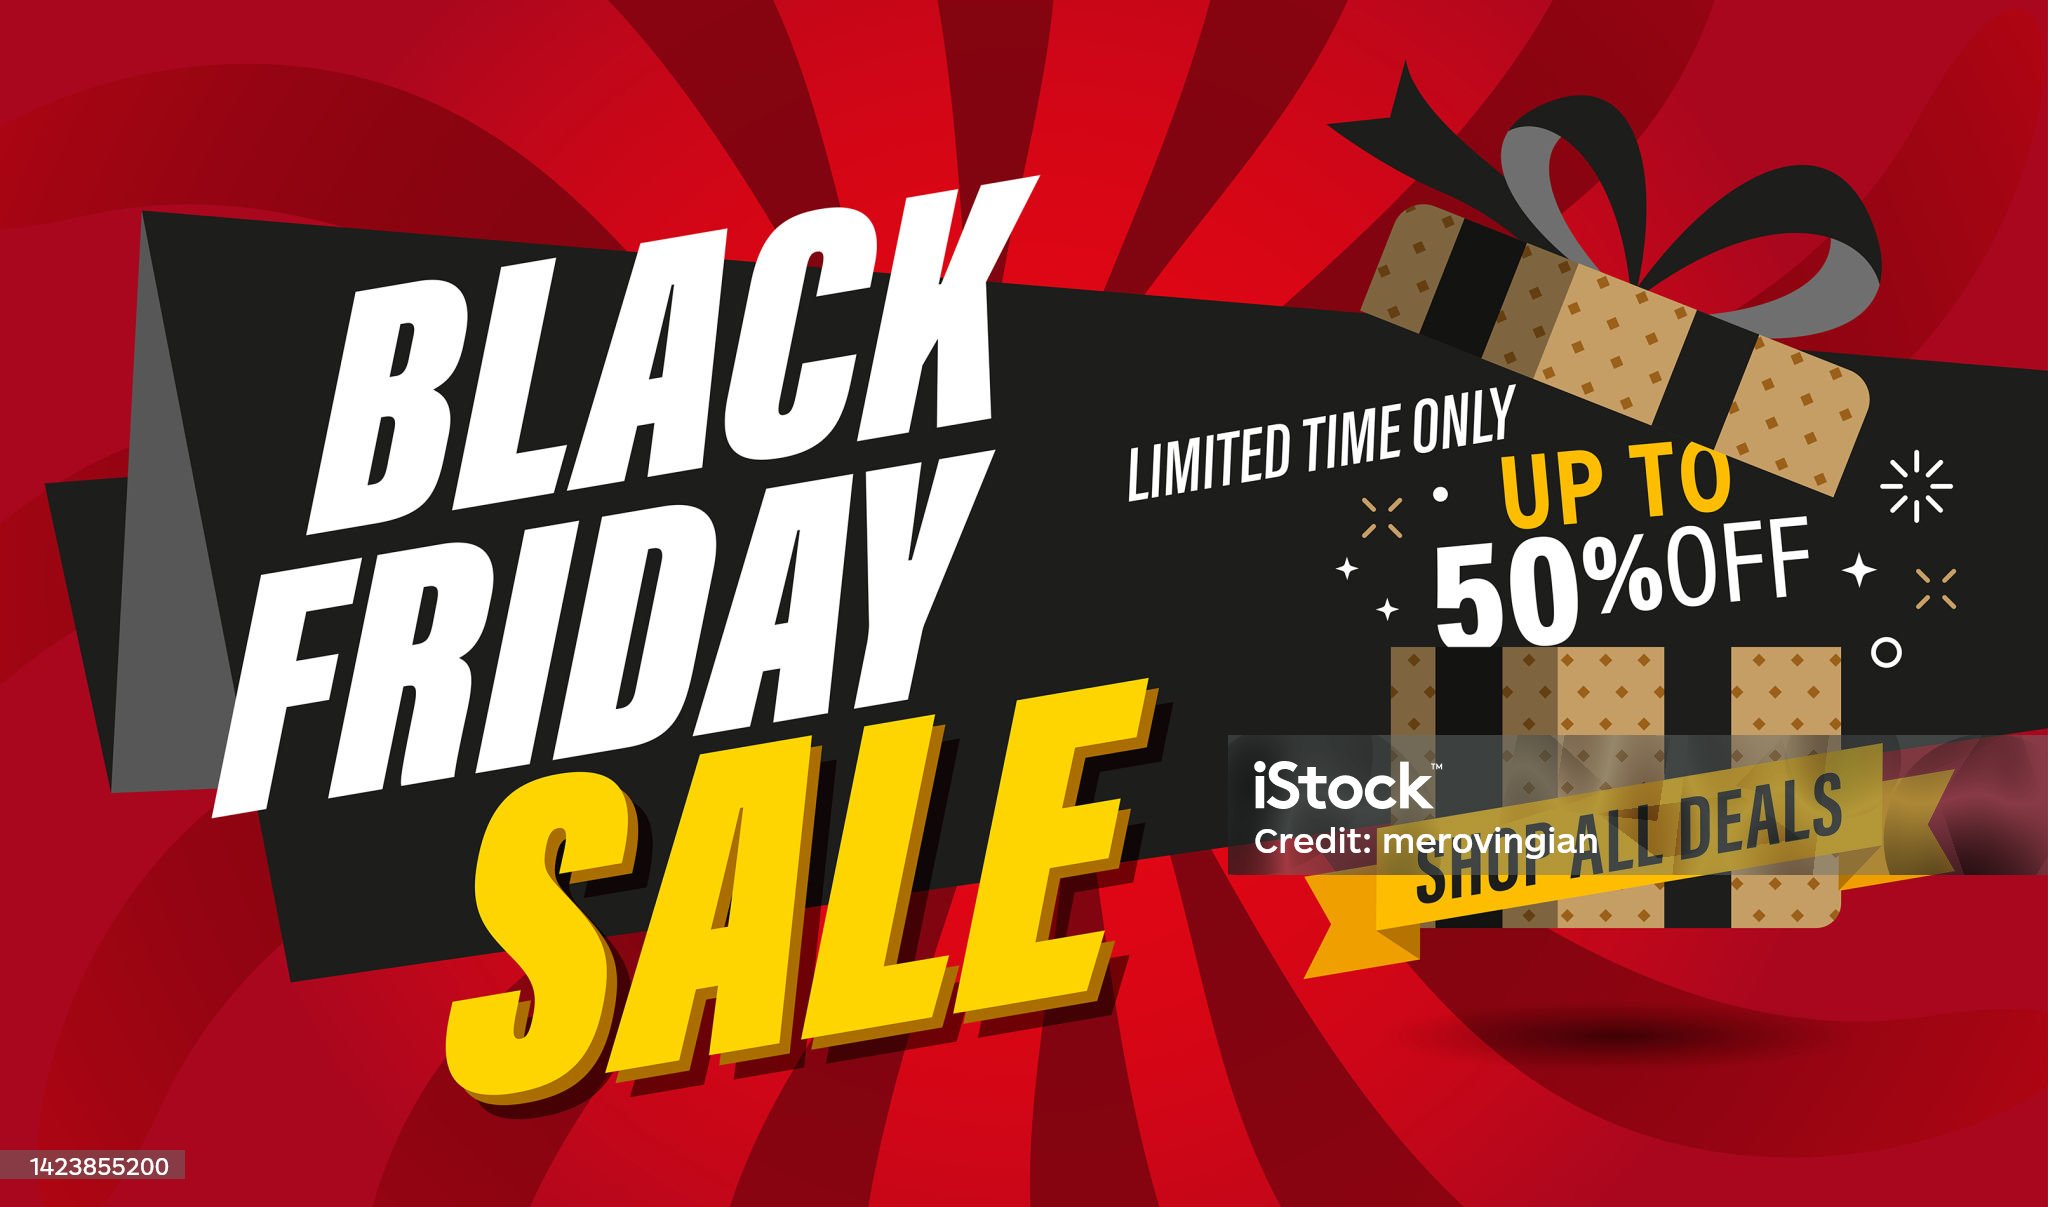 BLACK
FRIDAY
SALE
LIMITED TIME ONLY
UP TO
50%OFF
iStock™
Credit: merovingian
SHOP ALL DEALS
1423855200